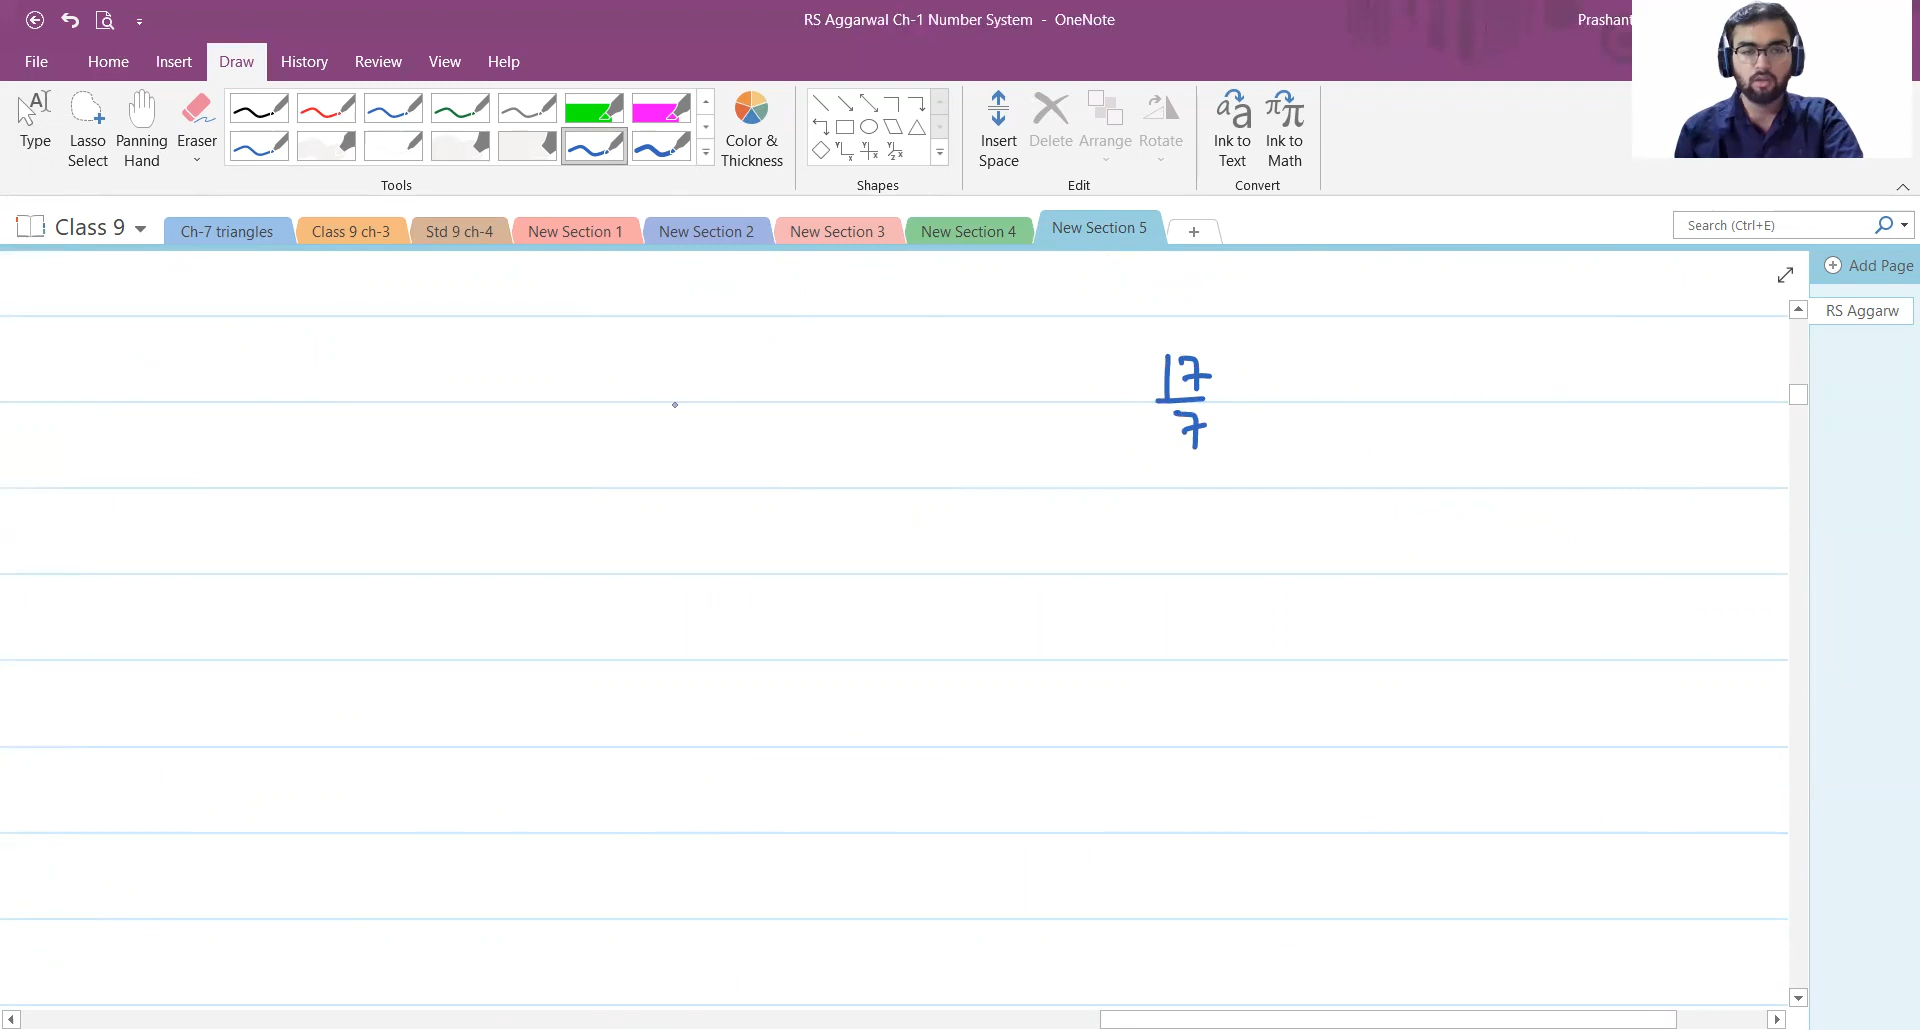 RS Aggarwal Ch-1 Number System - OneNote
Prashant
File Home Insert Draw History Review View Help
Type
Lasso Select
Panning Hand
Eraser
Color & Thickness
Insert Space
Delete
Arrange
Rotate
Ink to Text
Ink to Math
Tools
Shapes
Edit
Convert
Class 9
Ch-7 triangles
Class 9 ch-3
Std 9 ch-4
New Section 1
New Section 2
New Section 3
New Section 4
New Section 5
Search (Ctrl+E)
Add Page
RS Aggarw
17
7